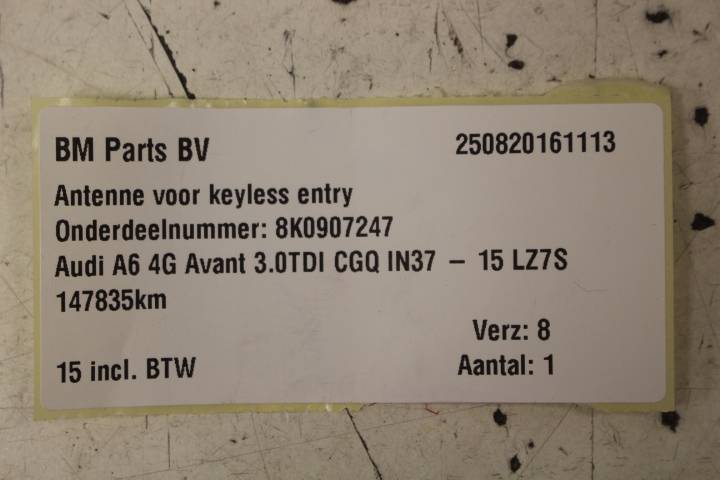 BM Parts BV 250820161113
Antenne voor keyless entry
Onderdeelnummer: 8K0907247
Audi A6 4G Avant 3.0TDI CGQ IN37 – 15 LZ7S
147835km
Verz: 8
15 incl. BTW Aantal: 1